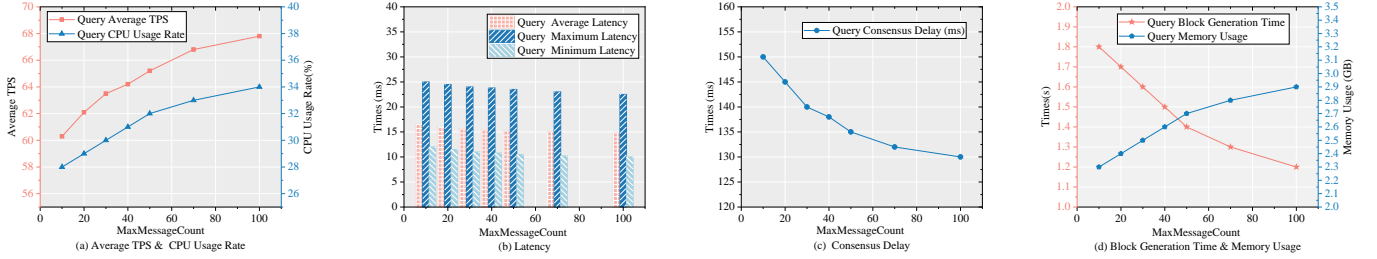 Query Average TPS
Query CPU Usage Rate
Average TPS
70
68
66
64
62
60
58
56
CPU Usage Rate(%)
40
38
36
34
32
30
28
26
0 20 40 60 80 100
MaxMessageCount
(a) Average TPS & CPU Usage Rate
Query Average Latency
Query Maximum Latency
Query Minimum Latency
Times (ms)
40
35
30
25
20
15
10
5
0
0 20 40 60 80 100
MaxMessageCount
(b) Latency
Query Consensus Delay (ms)
Times (ms)
160
155
150
145
140
135
130
125
120
0 20 40 60 80 100
MaxMessageCount
(c) Consensus Delay
Query Block Generation Time
Query Memory Usage
Times(s)
2.0
1.9
1.8
1.7
1.6
1.5
1.4
1.3
1.2
1.1
1.0
Memory Usage (GB)
3.5
3.4
3.2
3.1
3.0
2.9
2.8
2.7
2.6
2.5
2.4
2.3
2.2
2.1
2.0
0 20 40 60 80 100
MaxMessageCount
(d) Block Generation Time & Memory Usage